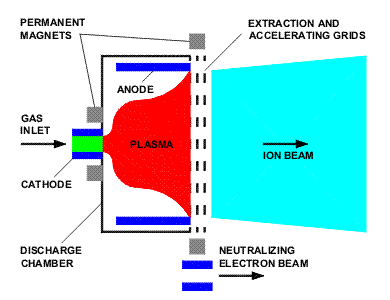 PERMANENT
MAGNETS
EXTRACTION AND
ACCELERATING GRIDS
ANODE
GAS
INLET
PLASMA
ION BEAM
CATHODE
DISCHARGE
CHAMBER
NEUTRALIZING
ELECTRON BEAM